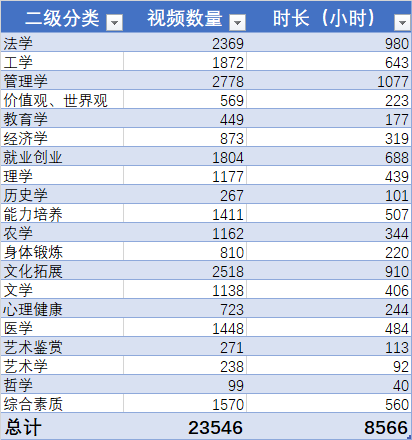 二级分类 视频数量 时长（小时）
法学 2369 980
工学 1872 643
管理学 2778 1077
价值观、世界观 569 223
教育学 449 177
经济学 873 319
就业创业 1804 688
理学 1177 439
历史学 267 101
能力培养 1411 507
农学 1162 344
身体锻炼 810 220
文化拓展 2518 910
文学 1138 406
心理健康 723 244
医学 1448 484
艺术鉴赏 271 113
艺术学 238 92
哲学 99 40
综合素质 1570 560
总计 23546 8566